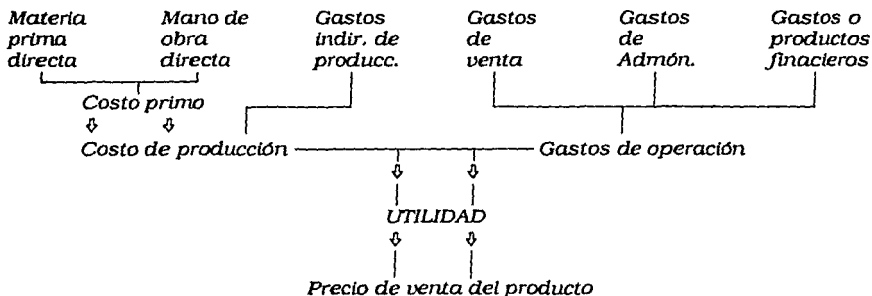 Materia prima directa
Mano de obra directa
Gastos indir. de producc.
Gastos de venta
Gastos de Admón.
Gastos o productos finacieros
Costo primo
Costo de producción
Gastos de operación
UTILIDAD
Precio de venta del producto